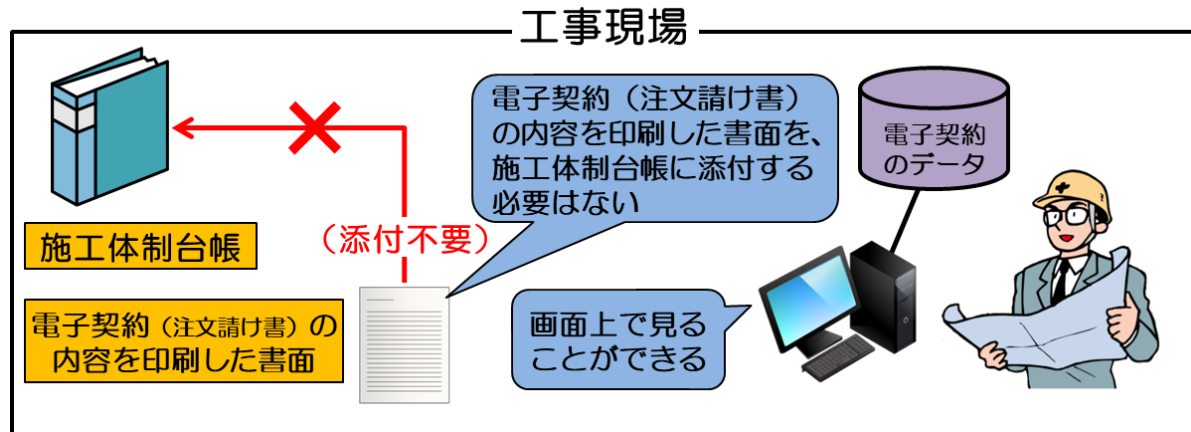 工事現場
電子契約（注文請け書）
の内容を印刷した書面を、
施工体制台帳に添付する
必要はない
電子契約
のデータ
施工体制台帳
（添付不要）
電子契約（注文請け書）の
内容を印刷した書面
画面上で見る
ことができる